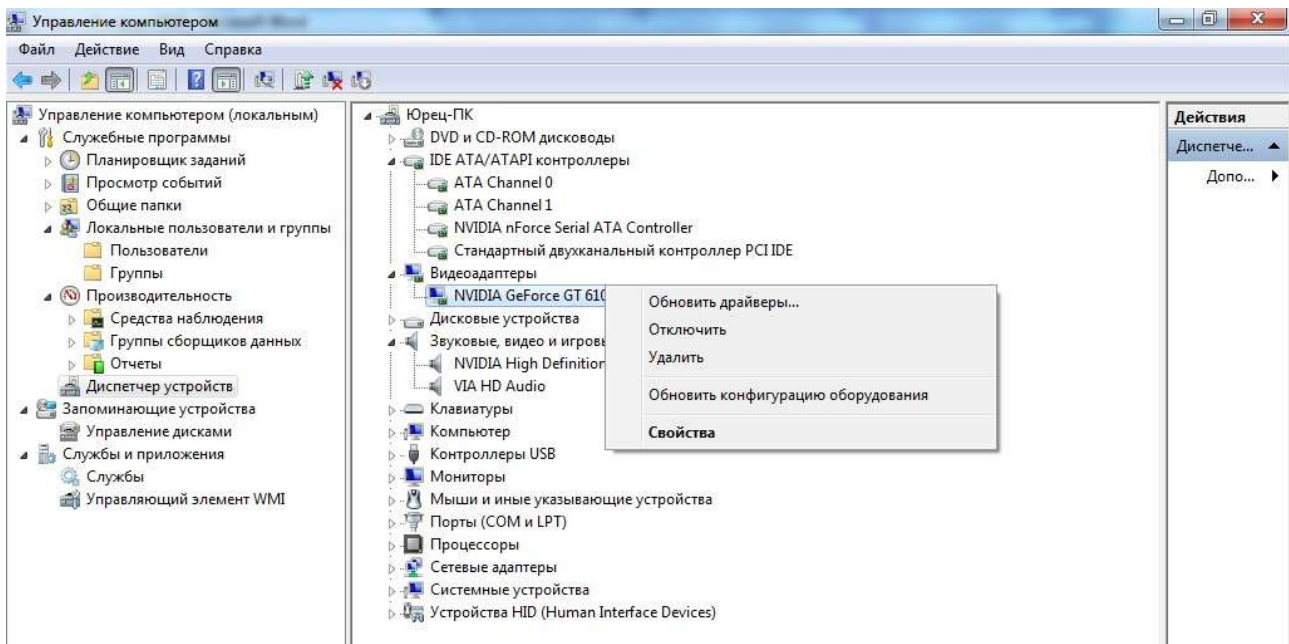 Управление компьютером
Файл Действие Вид Справка
Управление компьютером (локальным)
Служебные программы
Планировщик заданий
Просмотр событий
Общие папки
Локальные пользователи и группы
Пользователи
Группы
Производительность
Средства наблюдения
Группы сборщиков данных
Отчеты
Диспетчер устройств
Запоминающие устройства
Управление дисками
Службы и приложения
Службы
Управляющий элемент WMI
Юрец-ПК
DVD и CD-ROM дисководы
IDE ATA/ATAPI контроллеры
ATA Channel 0
ATA Channel 1
NVIDIA nForce Serial ATA Controller
Стандартный двухканальный контроллер PCI IDE
Видеоадаптеры
NVIDIA GeForce GT 610
Дисковые устройства
Звуковые, видео и игровы
NVIDIA High Definition
VIA HD Audio
Клавиатуры
Компьютер
Контроллеры USB
Мониторы
Мыши и иные указывающие устройства
Порты (COM и LPT)
Процессоры
Сетевые адаптеры
Системные устройства
Устройства HID (Human Interface Devices)
Обновить драйверы...
Отключить
Удалить
Обновить конфигурацию оборудования
Свойства
Действия
Диспетче...
Допо...